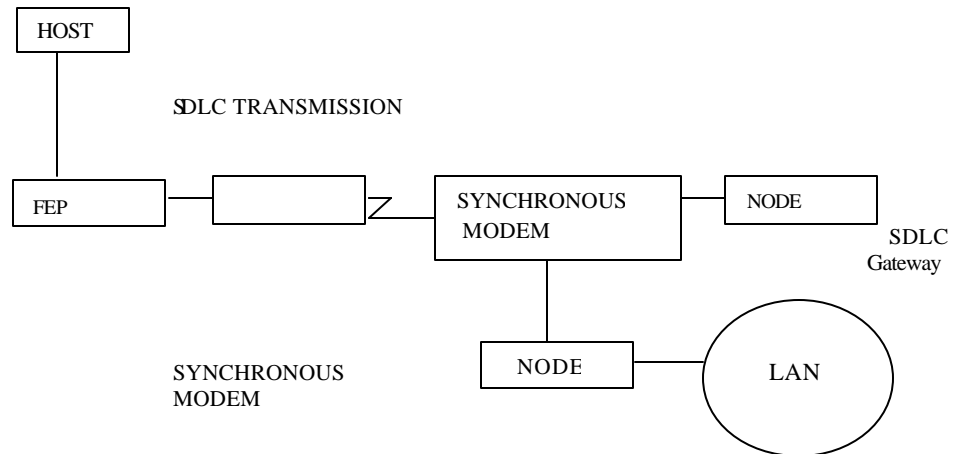 HOST
SDLC TRANSMISSION
FEP
SYNCHRONOUS
MODEM
NODE
SDLC
Gateway
NODE
LAN
SYNCHRONOUS
MODEM